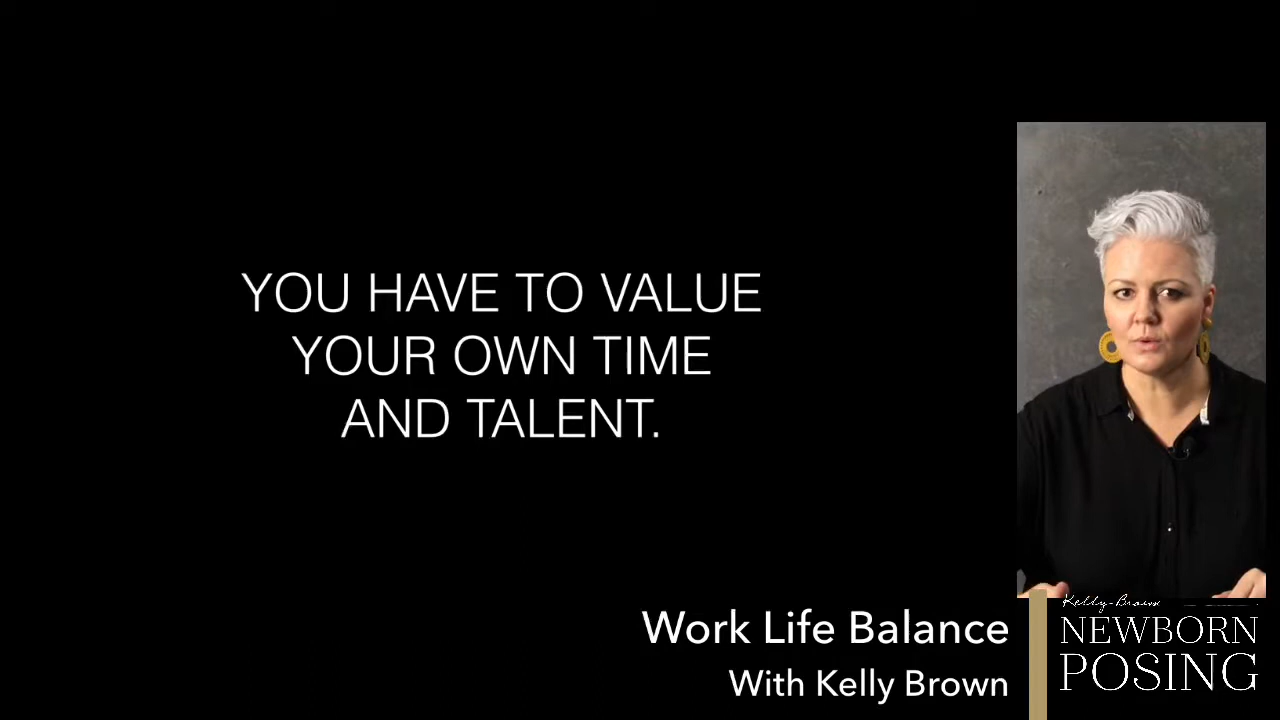 YOU HAVE TO VALUE
YOUR OWN TIME
AND TALENT.
Work Life Balance
With Kelly Brown
Kelly Brown
NEWBORN
POSING